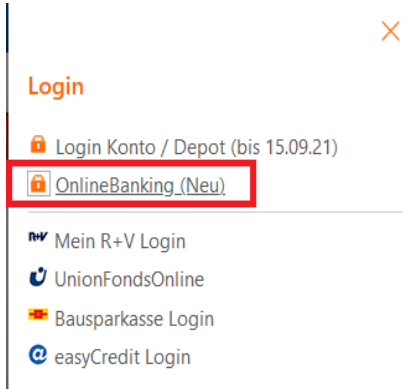 Login
Login Konto / Depot (bis 15.09.21)
OnlineBanking (Neu)
R+V Mein R+V Login
UnionFondsOnline
Bausparkasse Login
@ easyCredit Login